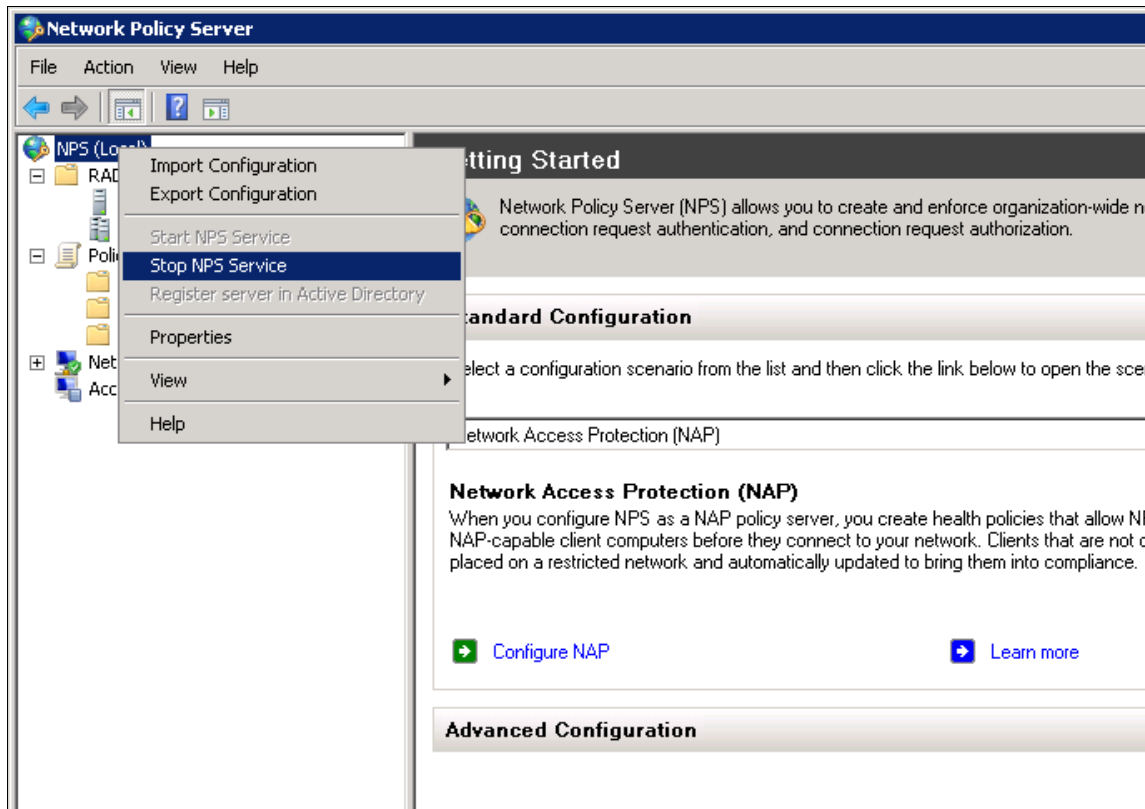 Network Policy Server
File Action View Help
NPS (Local)
Import Configuration
Export Configuration
Start NPS Service
Stop NPS Service
Register server in Active Directory
Properties
View
Help
Getting Started
Network Policy Server (NPS) allows you to create and enforce organization-wide
connection request authentication, and connection request authorization.
Standard Configuration
Select a configuration scenario from the list and then click the link below to open the
Network Access Protection (NAP)
Network Access Protection (NAP)
When you configure NPS as a NAP policy server, you create health policies that allow
NAP-capable client computers before they connect to your network. Clients that are not
placed on a restricted network and automatically updated to bring them into compliance.
Configure NAP
Learn more
Advanced Configuration